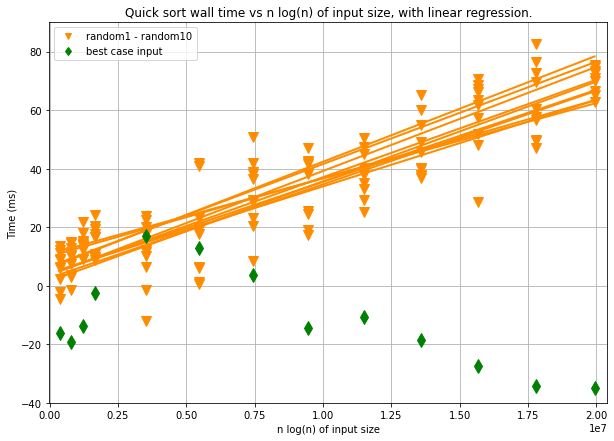 Quick sort wall time vs n log(n) of input size, with linear regression.
random1 - random10
best case input
80
60
40
20
0
−20
−40
Time (ms)
0.00 0.25 0.50 0.75 1.00 1.25 1.50 1.75 2.00
1e7
n log(n) of input size